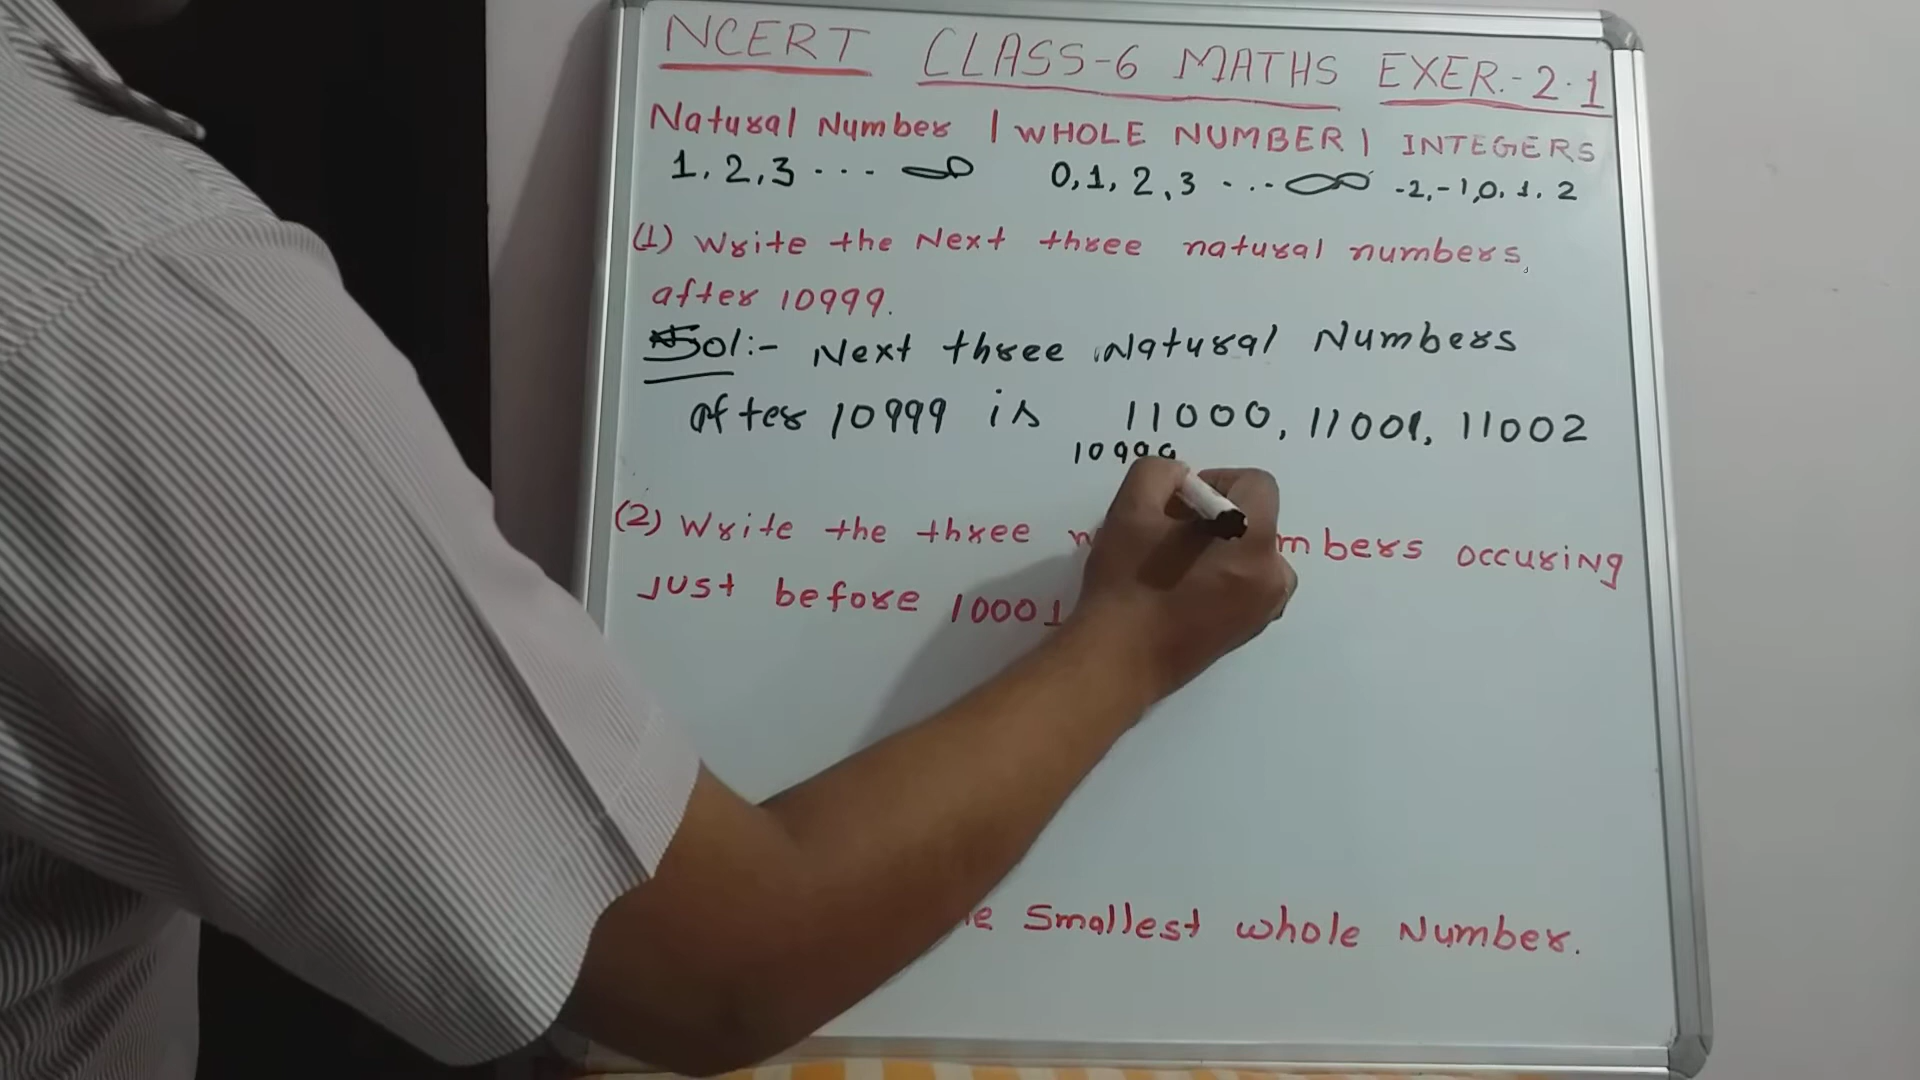 NCERT CLASS-6 MATHS EXER.-2.1
Natural Number | WHOLE NUMBER | INTEGERS
1, 2, 3 ... ∞ 0, 1, 2, 3 ... ∞ -2, -1, 0, 1, 2
(1) Write the Next three natural numbers,
after 10999.
Sol:- Next three Natural Numbers
after 10999 is 11000, 11001, 11002
10999
(2) Write the three mbers occuring
just before 10001
Smallest whole Number.